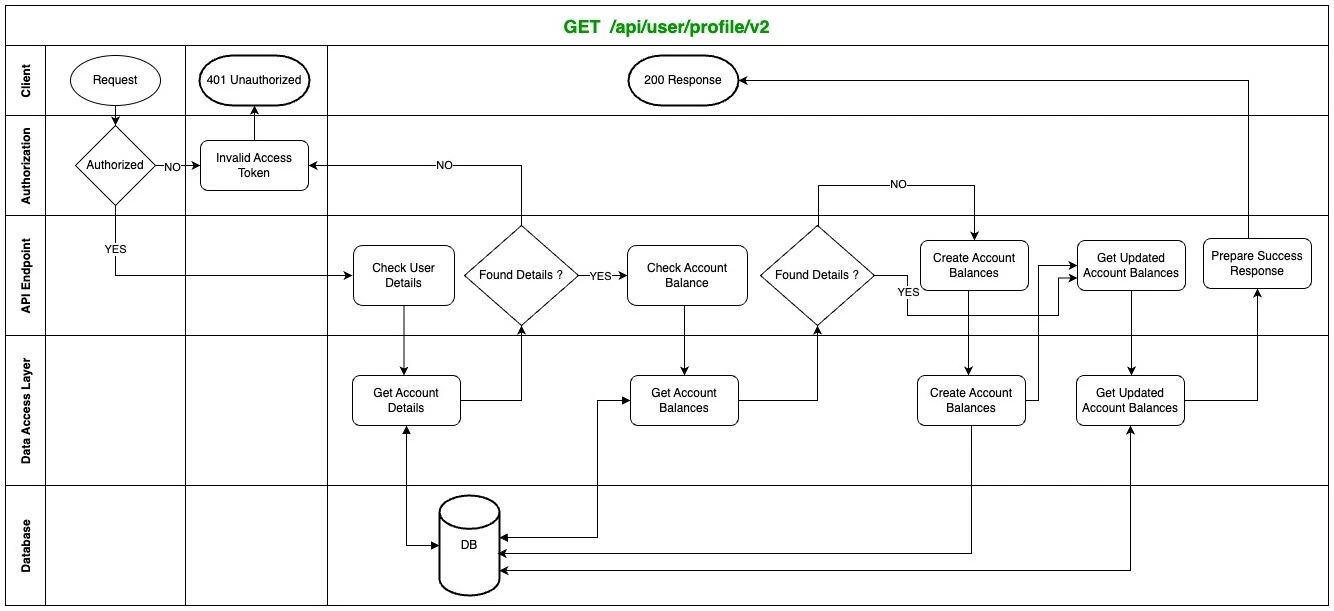 GET /api/user/profile/v2
Client
Request
401 Unauthorized
200 Response
Authorization
Authorized
NO
Invalid Access
Token
NO
NO
API Endpoint
YES
Check User
Details
Found Details ?
YES
Check Account
Balance
Found Details ?
YES
Create Account
Balances
Get Updated
Account Balances
Prepare Success
Response
Data Access Layer
Get Account
Details
Get Account
Balances
Create Account
Balances
Get Updated
Account Balances
Database
DB